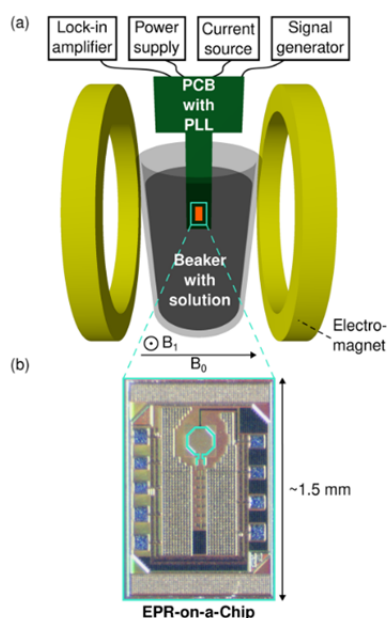 (a)
Lock-in
amplifier
Power
supply
Current
source
Signal
generator
PCB
with
PLL
Beaker
with
solution
Electro-
magnet
B₁
B₀
(b)
~1.5 mm
EPR-on-a-Chip